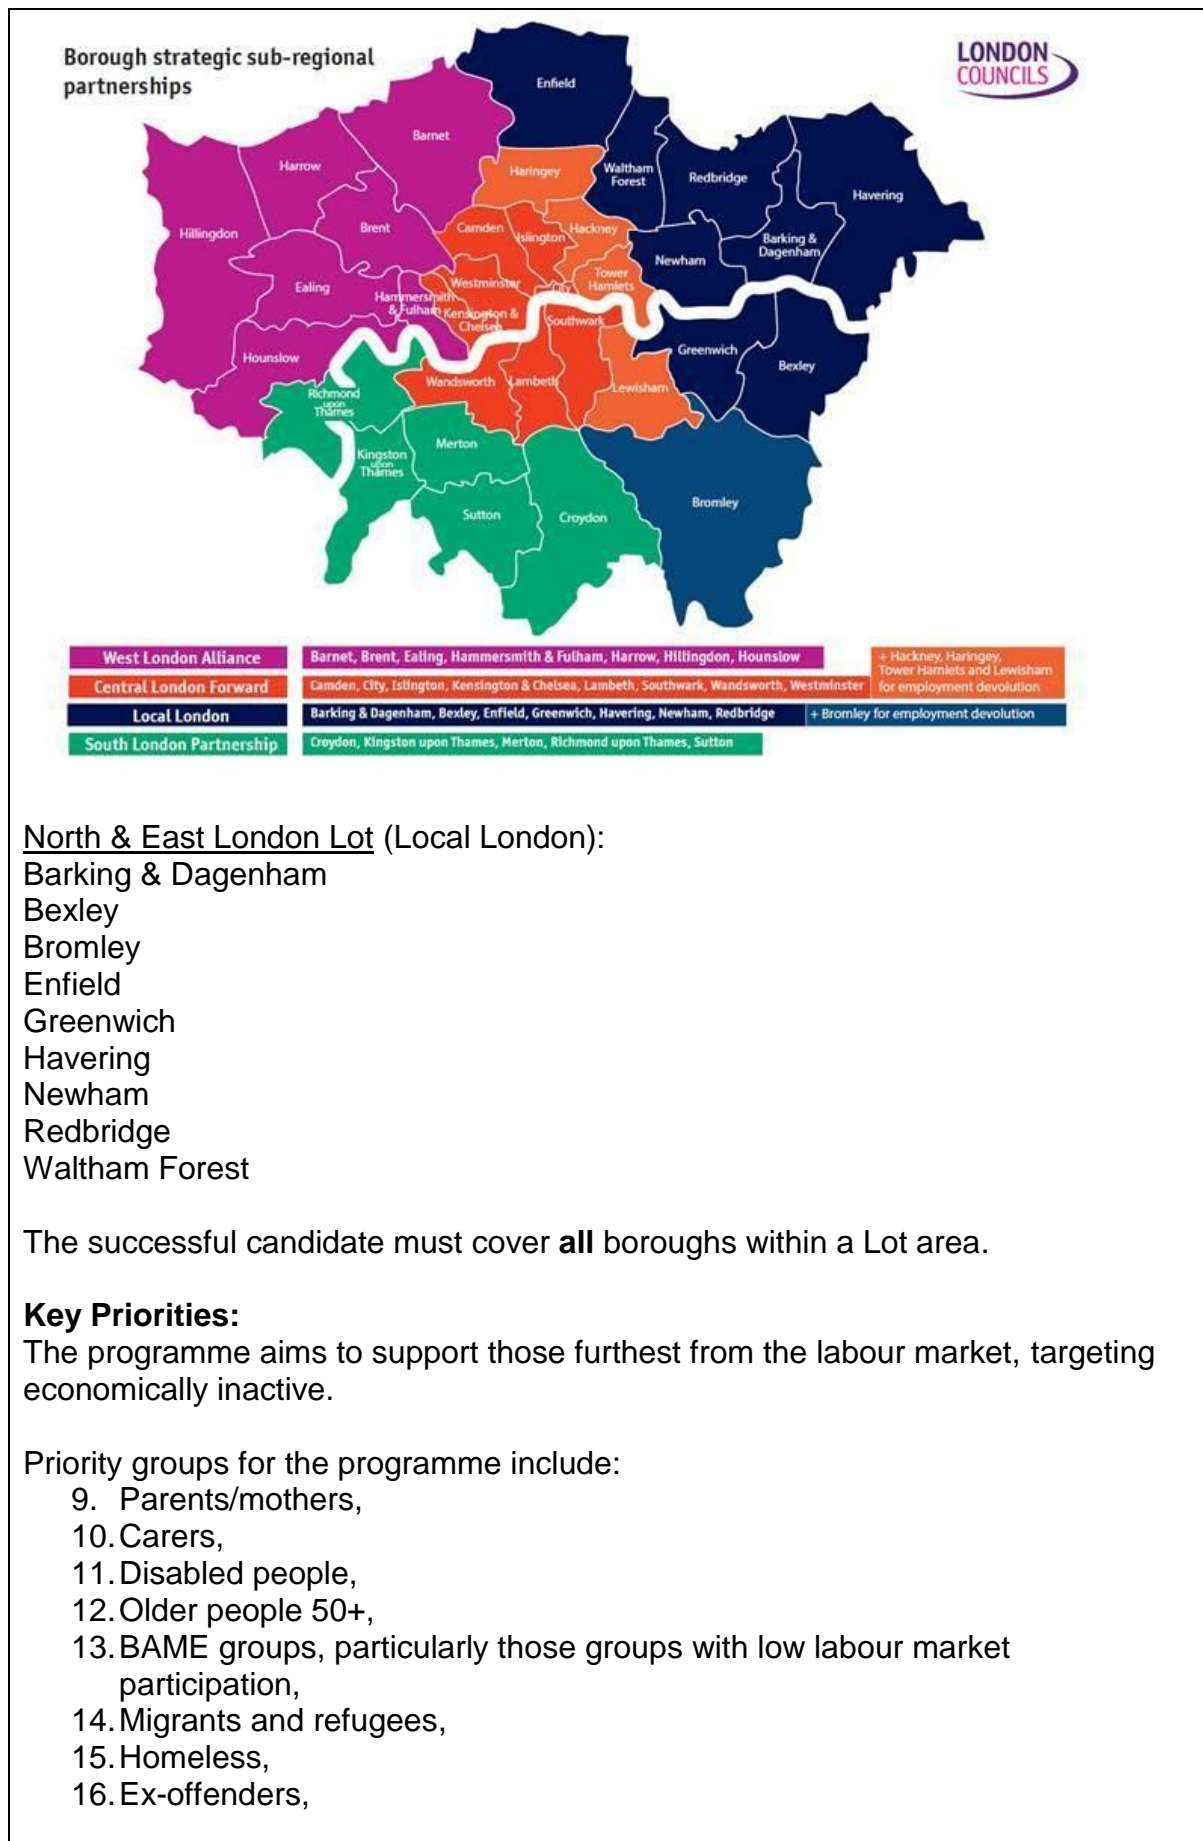 Borough strategic sub-regional
partnerships
LONDON
COUNCILS
Enfield
Barnet
Harrow
Haringey
Waltham
Forest
Redbridge
Havering
Hillingdon
Brent
Camden
Islington
Hackney
Barking &
Dagenham
Newham
Ealing
Westminster
Tower
Hamlets
City
Hammersmith
& Fulham
Kensington &
Chelsea
Southwark
Hounslow
Greenwich
Bexley
Richmond
upon
Thames
Wandsworth
Lambeth
Lewisham
Merton
Kingston
upon
Thames
Sutton
Croydon
Bromley
West London Alliance
Barnet, Brent, Ealing, Hammersmith & Fulham, Harrow, Hillingdon, Hounslow
+ Hackney, Haringey,
Tower Hamlets and Lewisham
for employment devolution
Central London Forward
Camden, City, Islington, Kensington & Chelsea, Lambeth, Southwark, Wandsworth, Westminster
Local London
Barking & Dagenham, Bexley, Enfield, Greenwich, Havering, Newham, Redbridge
+ Bromley for employment devolution
South London Partnership
Croydon, Kingston upon Thames, Merton, Richmond upon Thames, Sutton
North & East London Lot (Local London):
Barking & Dagenham
Bexley
Bromley
Enfield
Greenwich
Havering
Newham
Redbridge
Waltham Forest
The successful candidate must cover all boroughs within a Lot area.
Key Priorities:
The programme aims to support those furthest from the labour market, targeting
economically inactive.
Priority groups for the programme include:
9. Parents/mothers,
10. Carers,
11. Disabled people,
12. Older people 50+,
13. BAME groups, particularly those groups with low labour market
participation,
14. Migrants and refugees,
15. Homeless,
16. Ex-offenders,